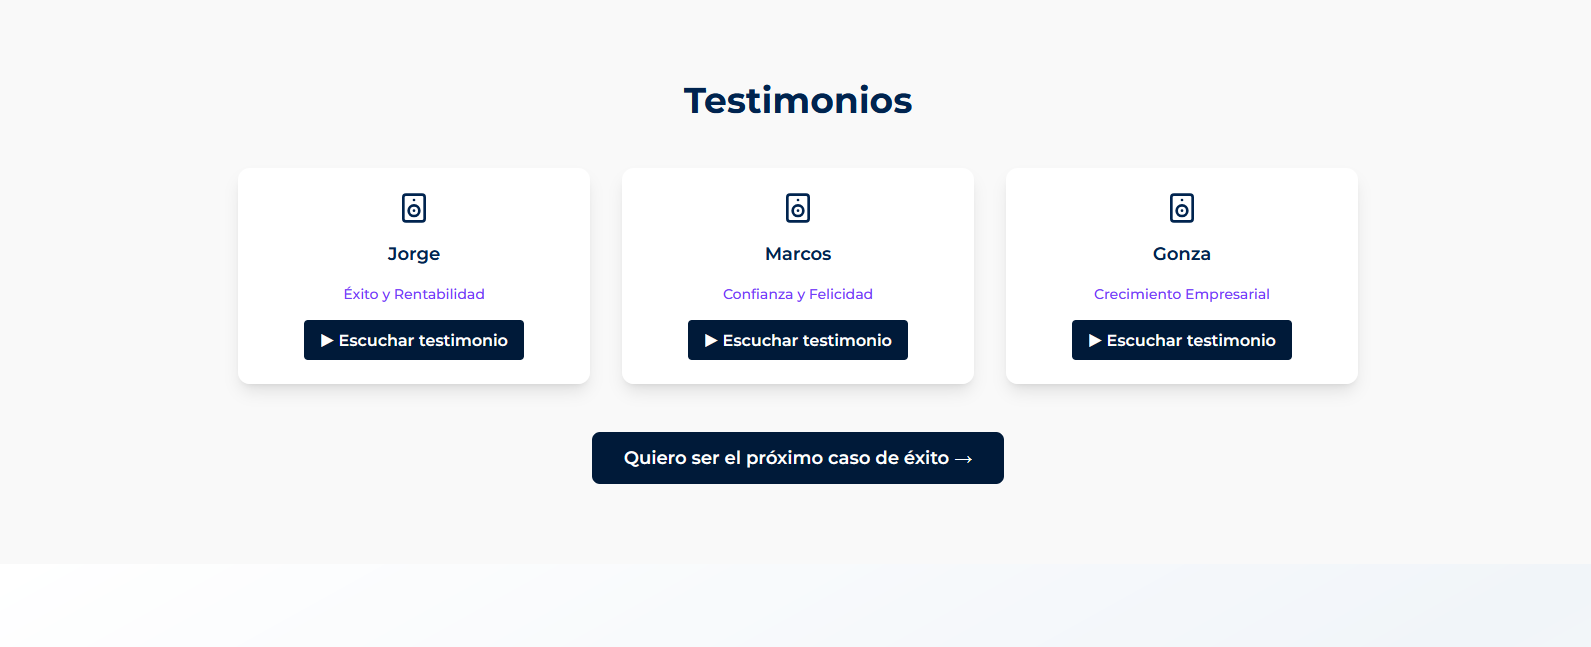 Testimonios
Jorge
Éxito y Rentabilidad
▶ Escuchar testimonio
Marcos
Confianza y Felicidad
▶ Escuchar testimonio
Gonza
Crecimiento Empresarial
▶ Escuchar testimonio
Quiero ser el próximo caso de éxito →